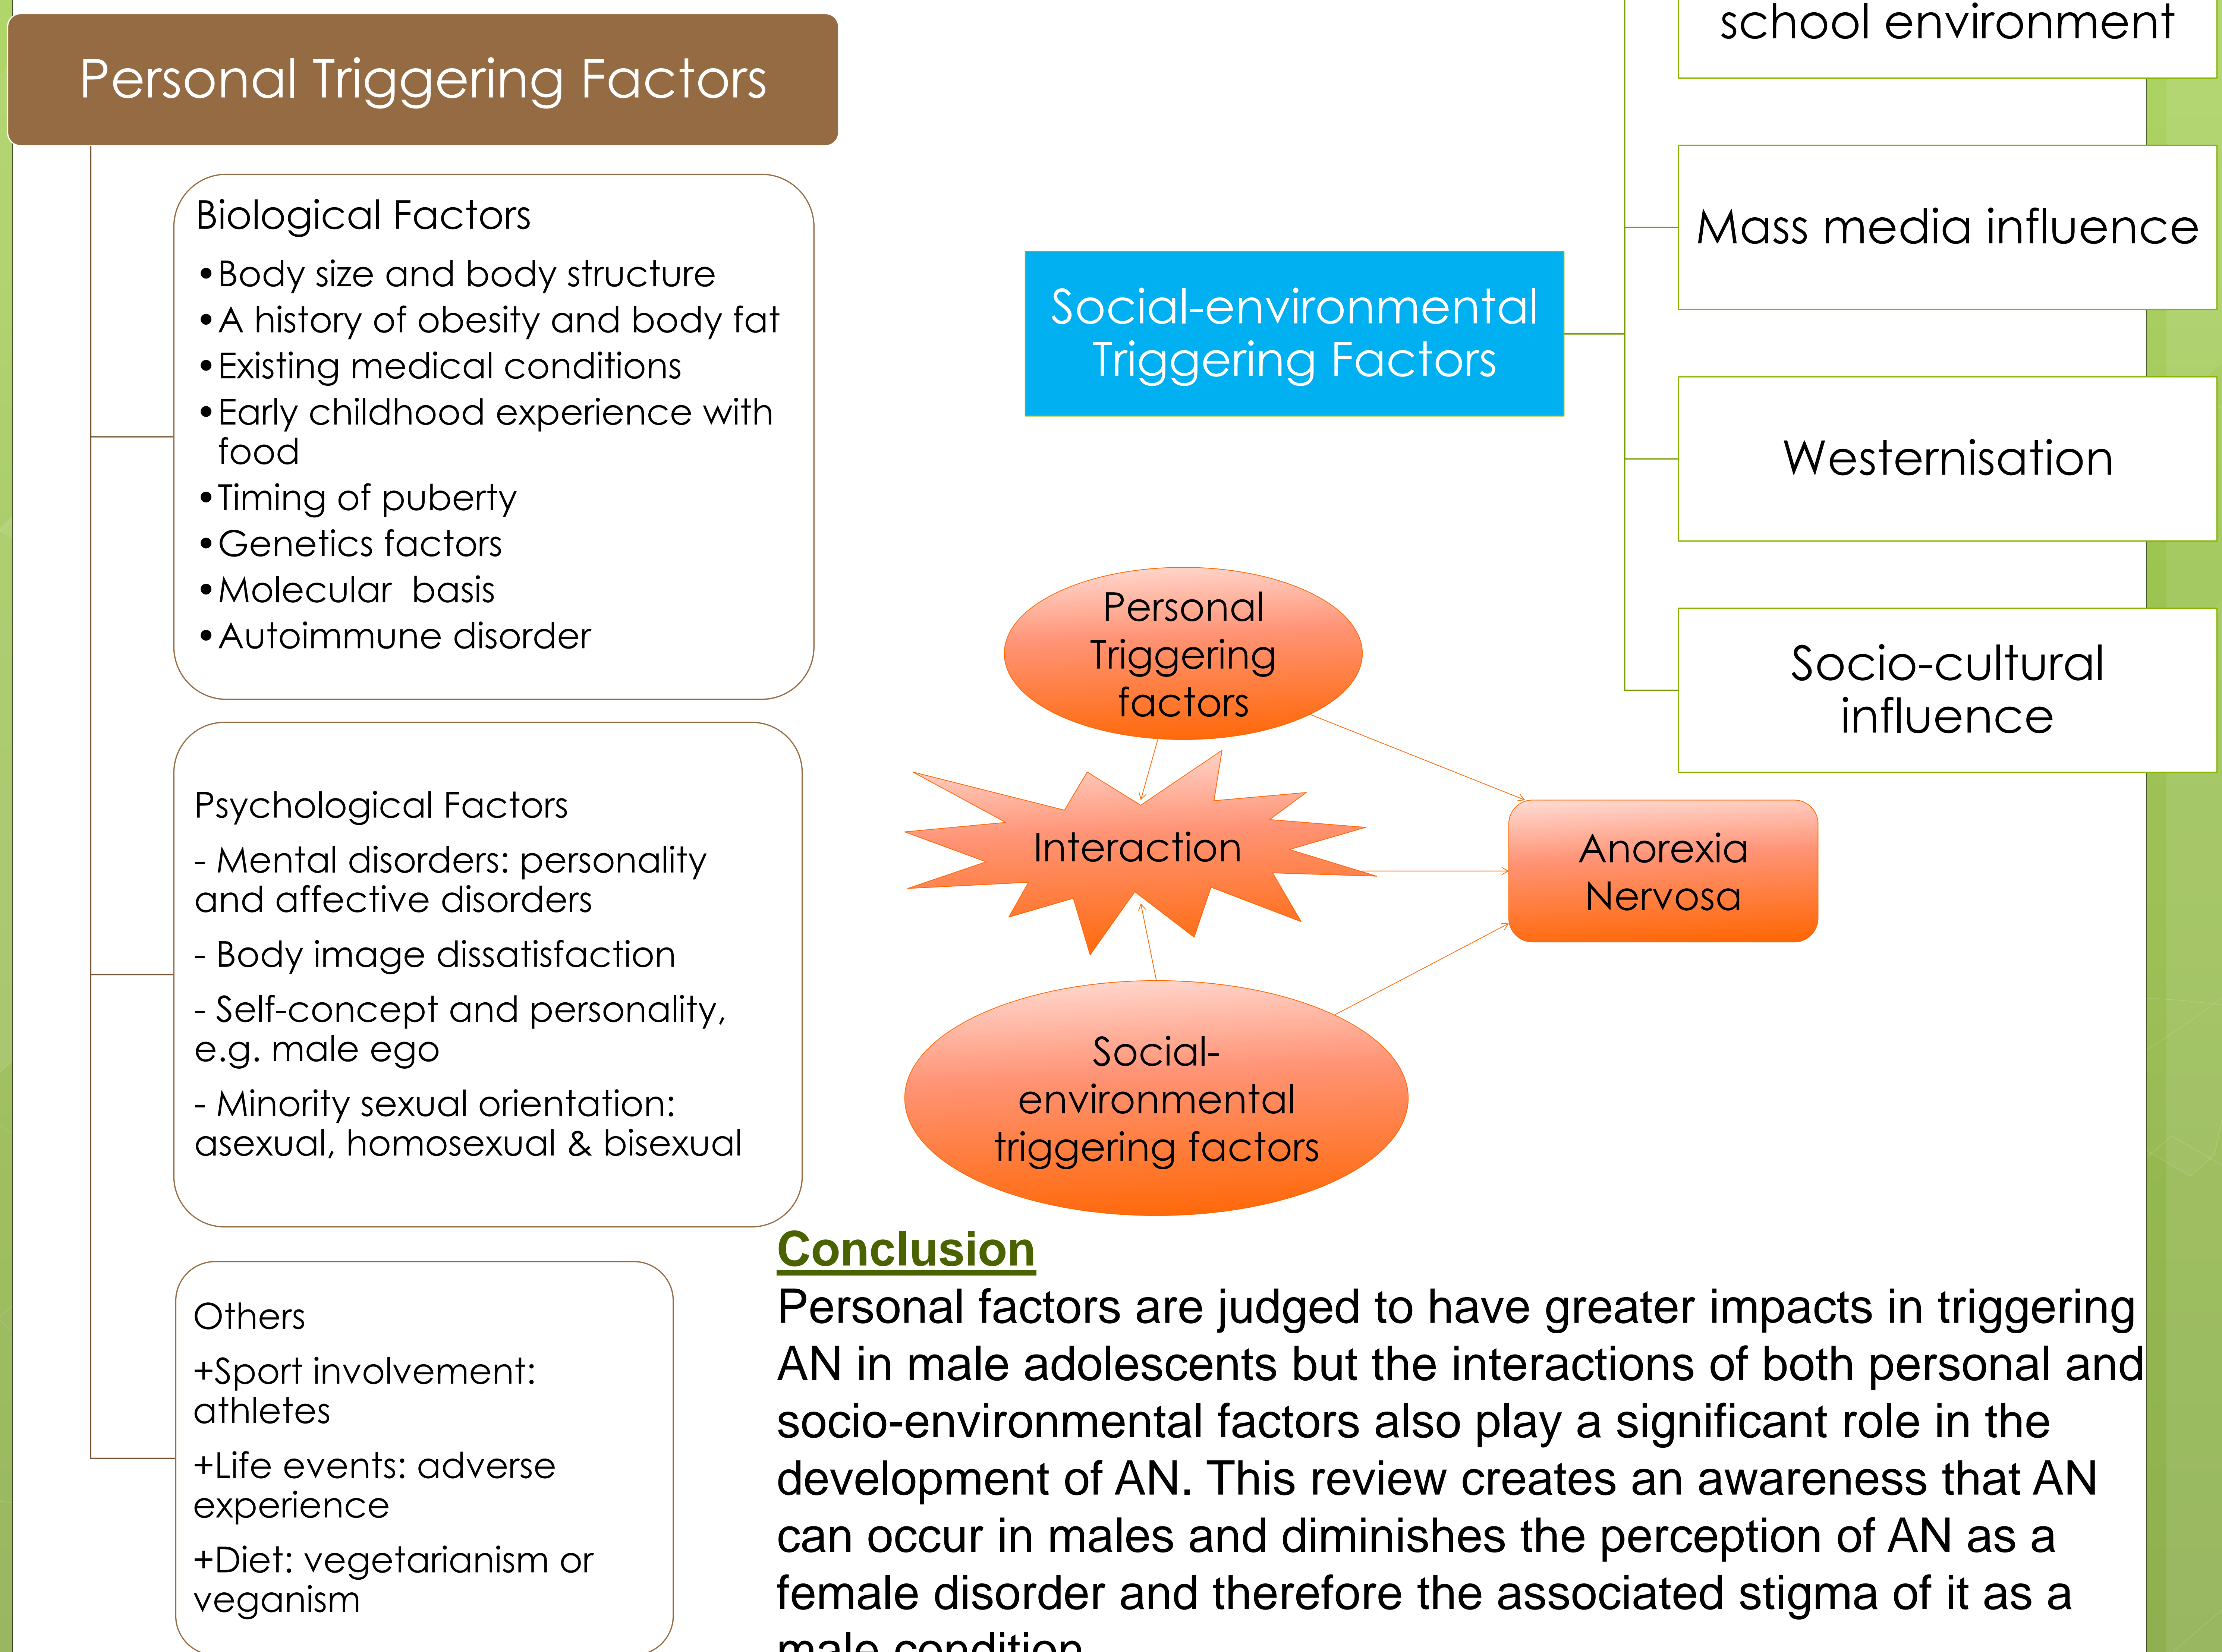 Personal Triggering Factors
Biological Factors
•Body size and body structure
•A history of obesity and body fat
•Existing medical conditions
•Early childhood experience with
food
•Timing of puberty
•Genetics factors
•Molecular  basis
•Autoimmune disorder
Psychological Factors
- Mental disorders: personality
and affective disorders
- Body image dissatisfaction
- Self-concept and personality,
e.g. male ego
- Minority sexual orientation:
asexual, homosexual & bisexual
Others
+Sport involvement:
athletes
+Life events: adverse
experience
+Diet: vegetarianism or
veganism
Social-environmental
Triggering Factors
school environment
Mass media influence
Westernisation
Socio-cultural
influence
Personal
Triggering
factors
Interaction
Anorexia
Nervosa
Social-
environmental
triggering factors
Conclusion
Personal factors are judged to have greater impacts in triggering
AN in male adolescents but the interactions of both personal and
socio-environmental factors also play a significant role in the
development of AN. This review creates an awareness that AN
can occur in males and diminishes the perception of AN as a
female disorder and therefore the associated stigma of it as a
male condition